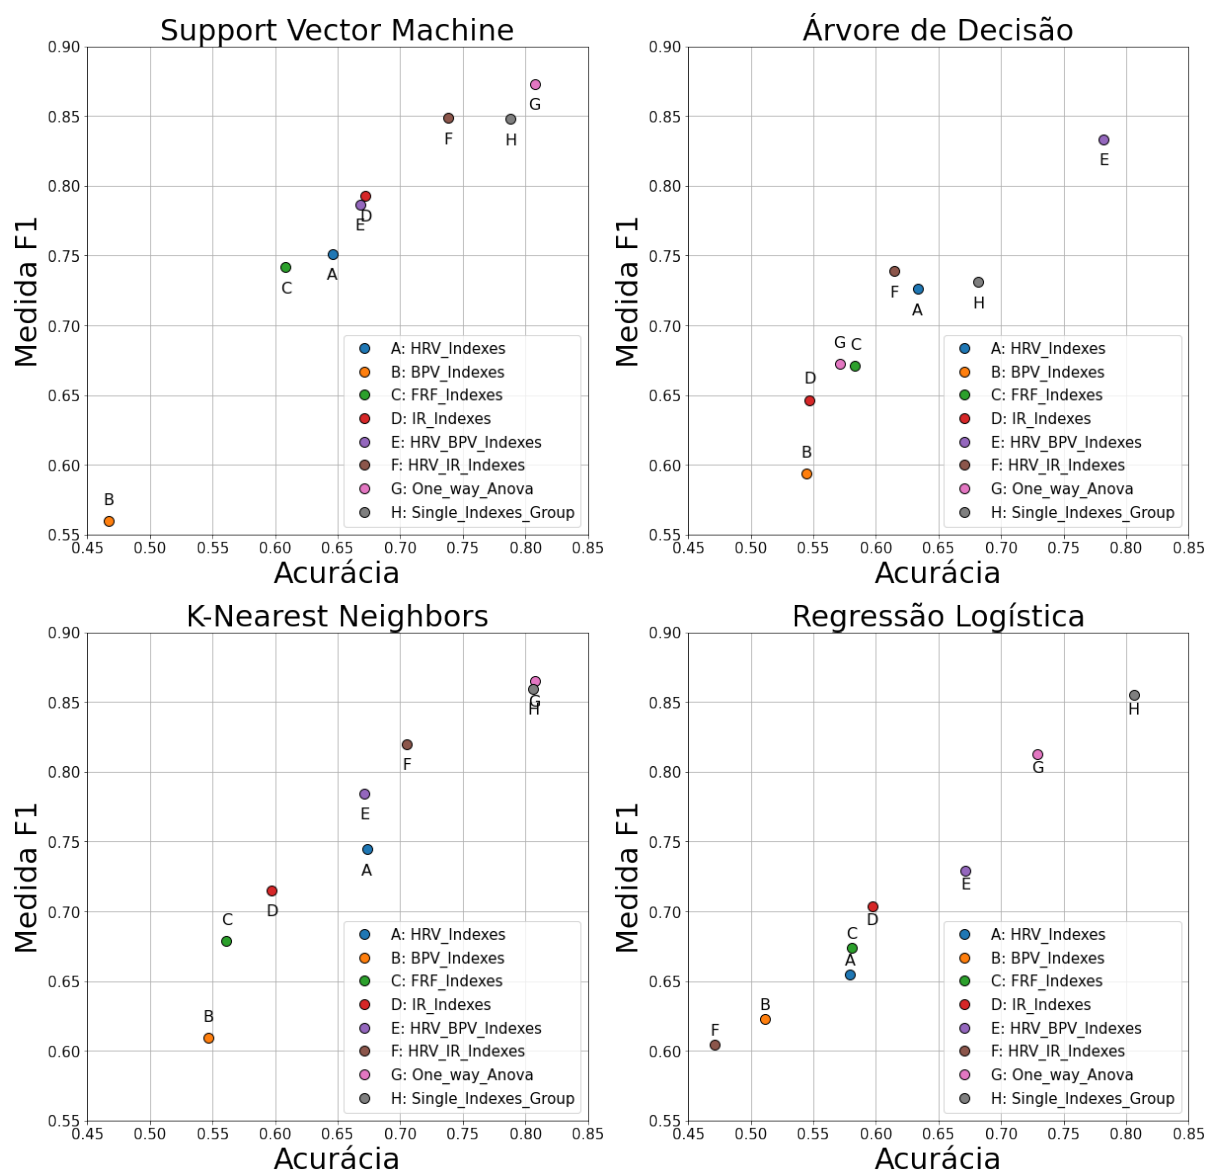 Support Vector Machine
0.90
0.85
0.80
0.75
0.70
0.65
0.60
0.55
Medida F1
G
F
H
D
E
A
C
B
A: HRV_Indexes
B: BPV_Indexes
C: FRF_Indexes
D: IR_Indexes
E: HRV_BPV_Indexes
F: HRV_IR_Indexes
G: One_way_Anova
H: Single_Indexes_Group
0.45 0.50 0.55 0.60 0.65 0.70 0.75 0.80 0.85
Acurácia
Árvore de Decisão
0.90
0.85
0.80
0.75
0.70
0.65
0.60
0.55
Medida F1
E
F
H
A
G C
D
B
A: HRV_Indexes
B: BPV_Indexes
C: FRF_Indexes
D: IR_Indexes
E: HRV_BPV_Indexes
F: HRV_IR_Indexes
G: One_way_Anova
H: Single_Indexes_Group
0.45 0.50 0.55 0.60 0.65 0.70 0.75 0.80 0.85
Acurácia
K-Nearest Neighbors
0.90
0.85
0.80
0.75
0.70
0.65
0.60
0.55
Medida F1
G
H
F
E
A
D
C
B
A: HRV_Indexes
B: BPV_Indexes
C: FRF_Indexes
D: IR_Indexes
E: HRV_BPV_Indexes
F: HRV_IR_Indexes
G: One_way_Anova
H: Single_Indexes_Group
0.45 0.50 0.55 0.60 0.65 0.70 0.75 0.80 0.85
Acurácia
Regressão Logística
0.90
0.85
0.80
0.75
0.70
0.65
0.60
0.55
Medida F1
H
G
E
D
C
A
B
F
A: HRV_Indexes
B: BPV_Indexes
C: FRF_Indexes
D: IR_Indexes
E: HRV_BPV_Indexes
F: HRV_IR_Indexes
G: One_way_Anova
H: Single_Indexes_Group
0.45 0.50 0.55 0.60 0.65 0.70 0.75 0.80 0.85
Acurácia